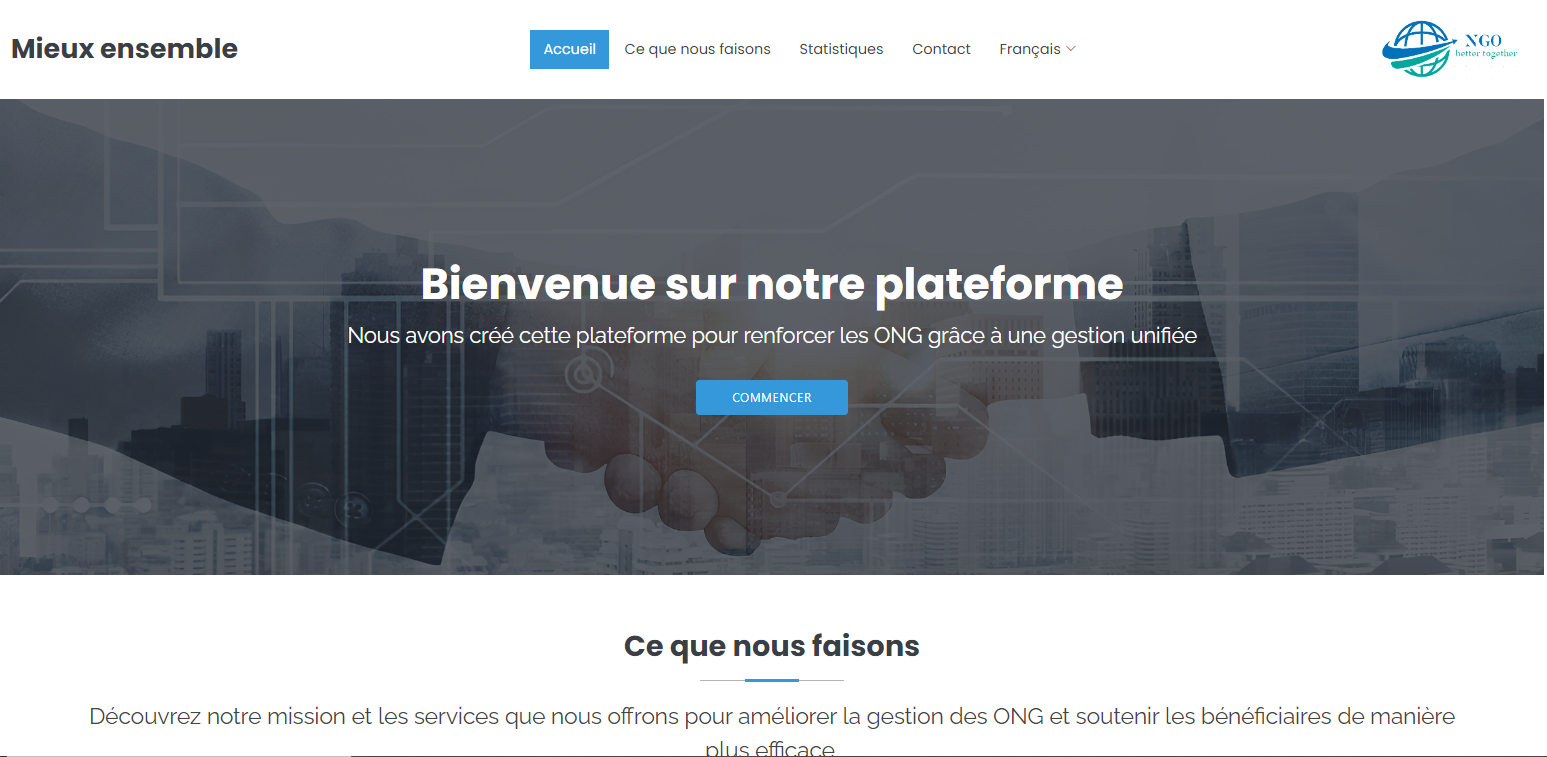 Mieux ensemble
Accueil
Ce que nous faisons
Statistiques
Contact
Français
NGO
better together
Bienvenue sur notre plateforme
Nous avons créé cette plateforme pour renforcer les ONG grâce à une gestion unifiée
COMMENCER
Ce que nous faisons
Découvrez notre mission et les services que nous offrons pour améliorer la gestion des ONG et soutenir les bénéficiaires de manière
plus efficace